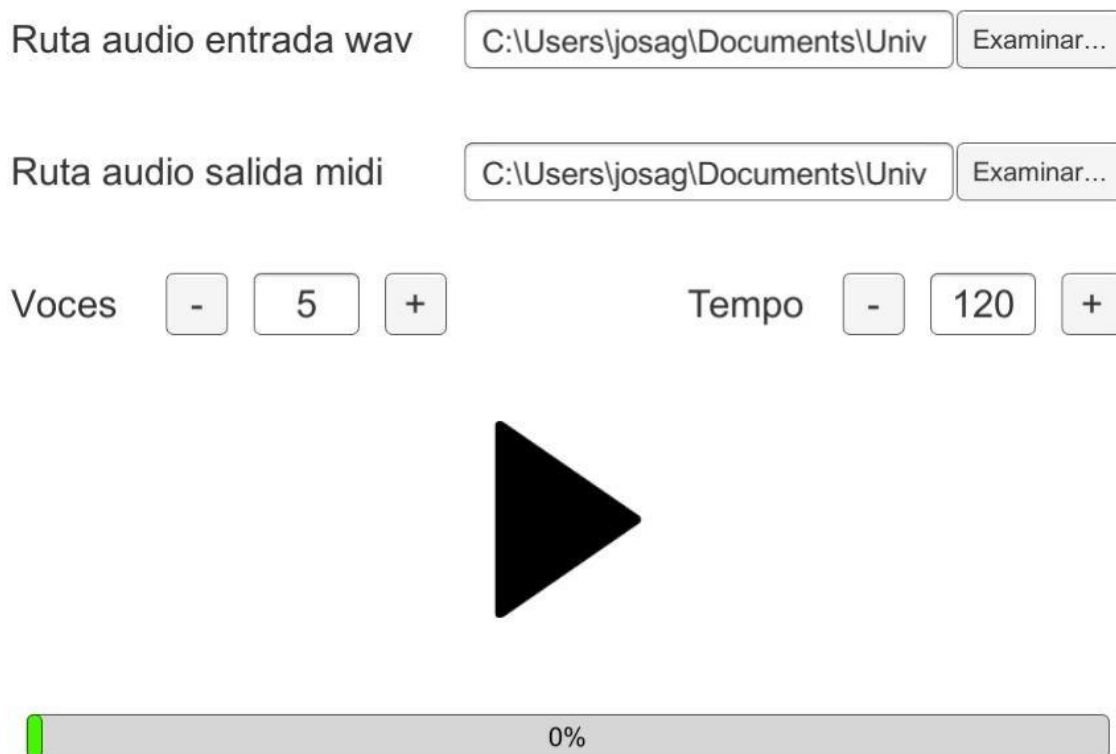 Ruta audio entrada wav C:\Users\josag\Documents\Univ Examinar...
Ruta audio salida midi C:\Users\josag\Documents\Univ Examinar...
Voces - 5 + Tempo - 120 +
0%